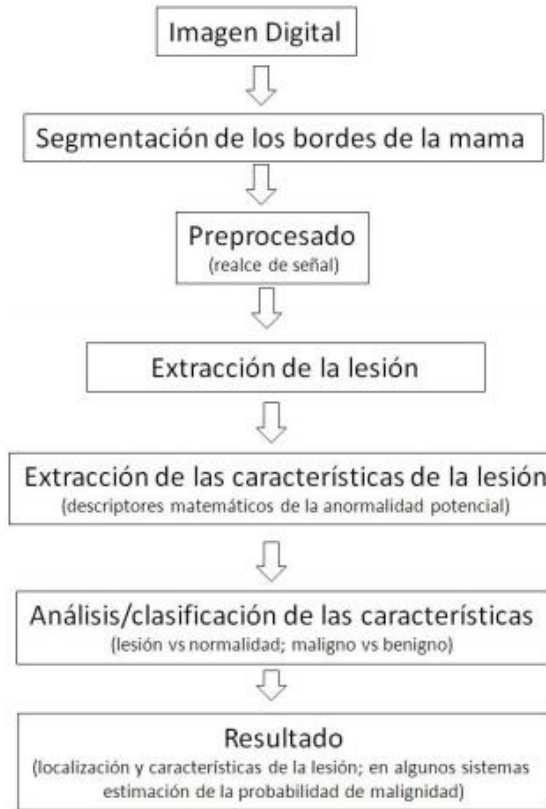 Imagen Digital
Segmentación de los bordes de la mama
Preprocesado
(realce de señal)
Extracción de la lesión
Extracción de las características de la lesión
(descriptores matemáticos de la anormalidad potencial)
Análisis/clasificación de las características
(lesión vs normalidad; maligno vs benigno)
Resultado
(localización y características de la lesión; en algunos sistemas
estimación de la probabilidad de malignidad)